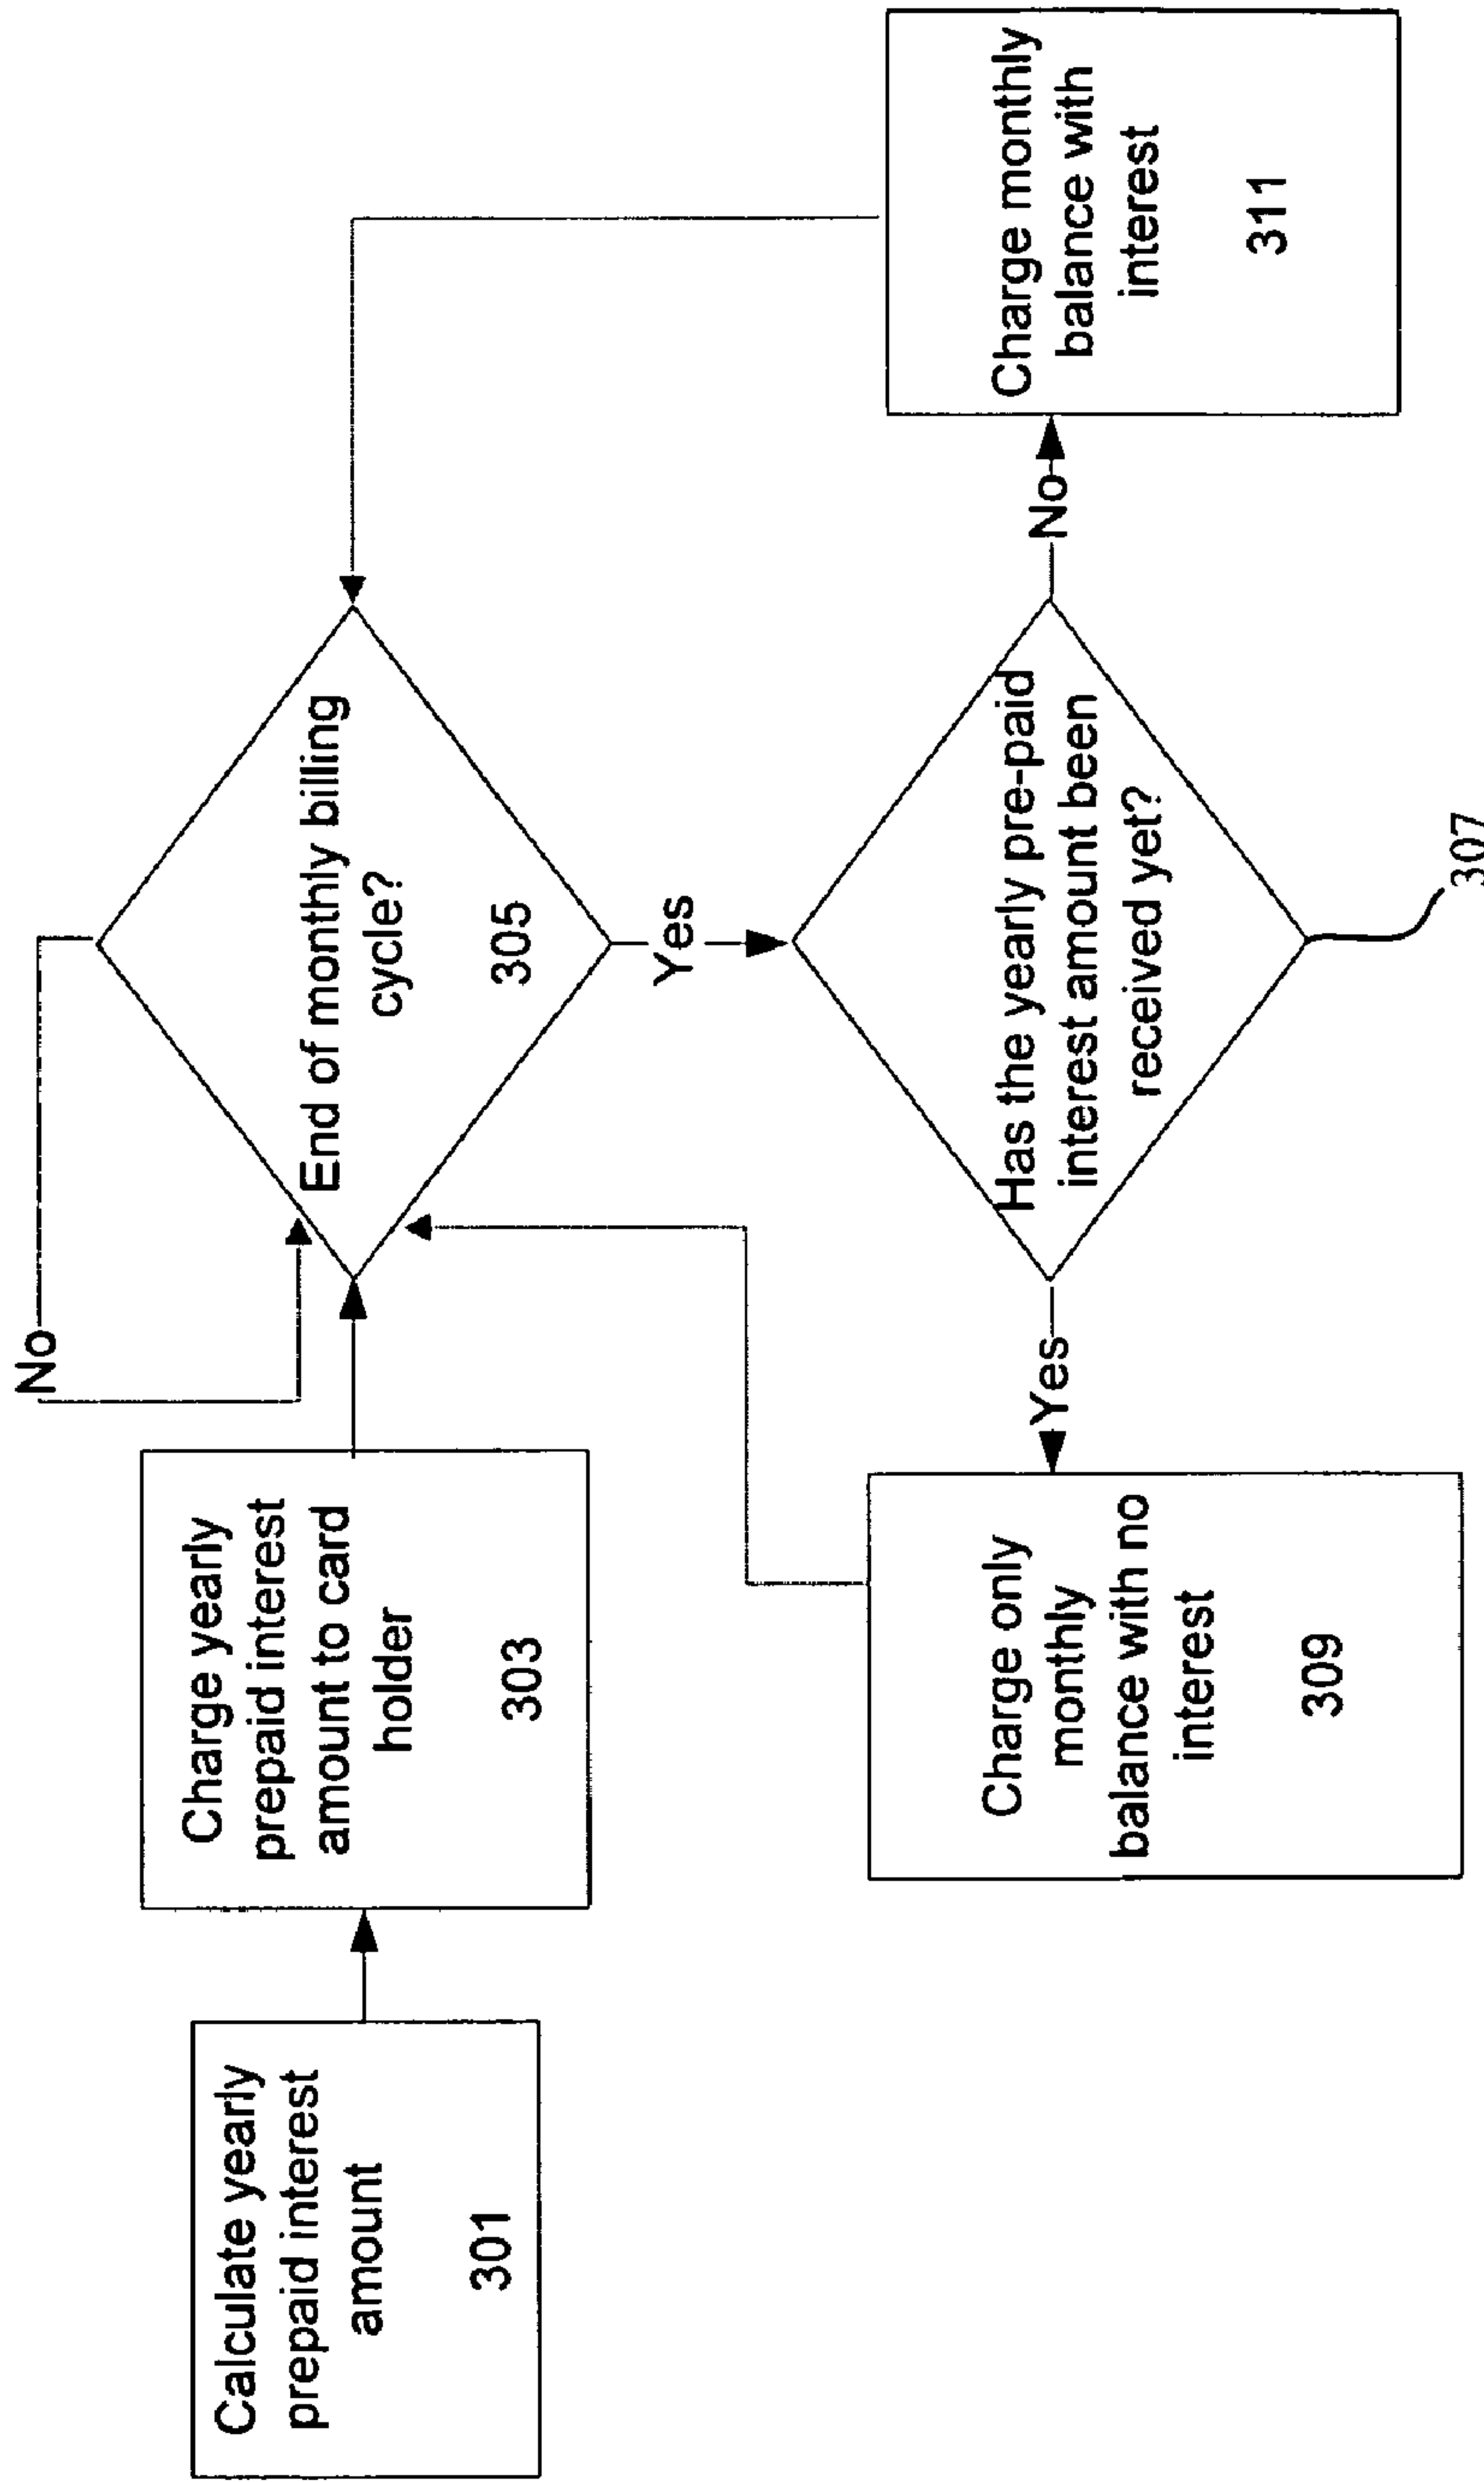 Calculate yearly
prepaid interest
amount
301
Charge yearly
prepaid interest
amount to card
holder
303
No
End of monthly billing
cycle?
305
Yes
Has the yearly pre-paid
interest amount been
received yet?
307
Yes
No
Charge only
monthly
balance with no
interest
309
Charge monthly
balance with
interest
311